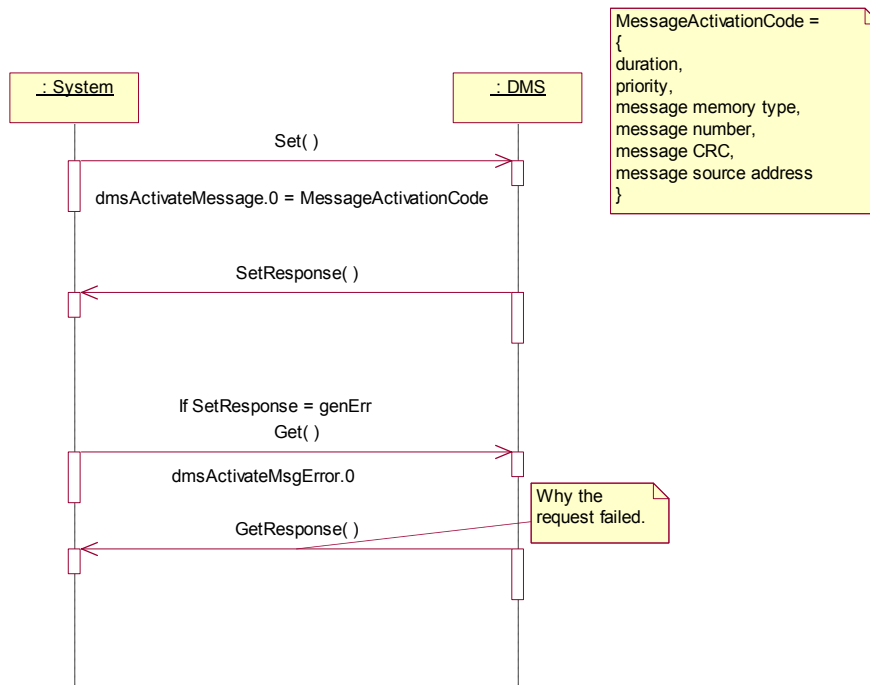 MessageActivationCode =
{
duration,
priority,
message memory type,
message number,
message CRC,
message source address
}
: System
: DMS
Set( )
dmsActivateMessage.0 = MessageActivationCode
SetResponse( )
If SetResponse = genErr
Get( )
dmsActivateMsgError.0
Why the
request failed.
GetResponse( )